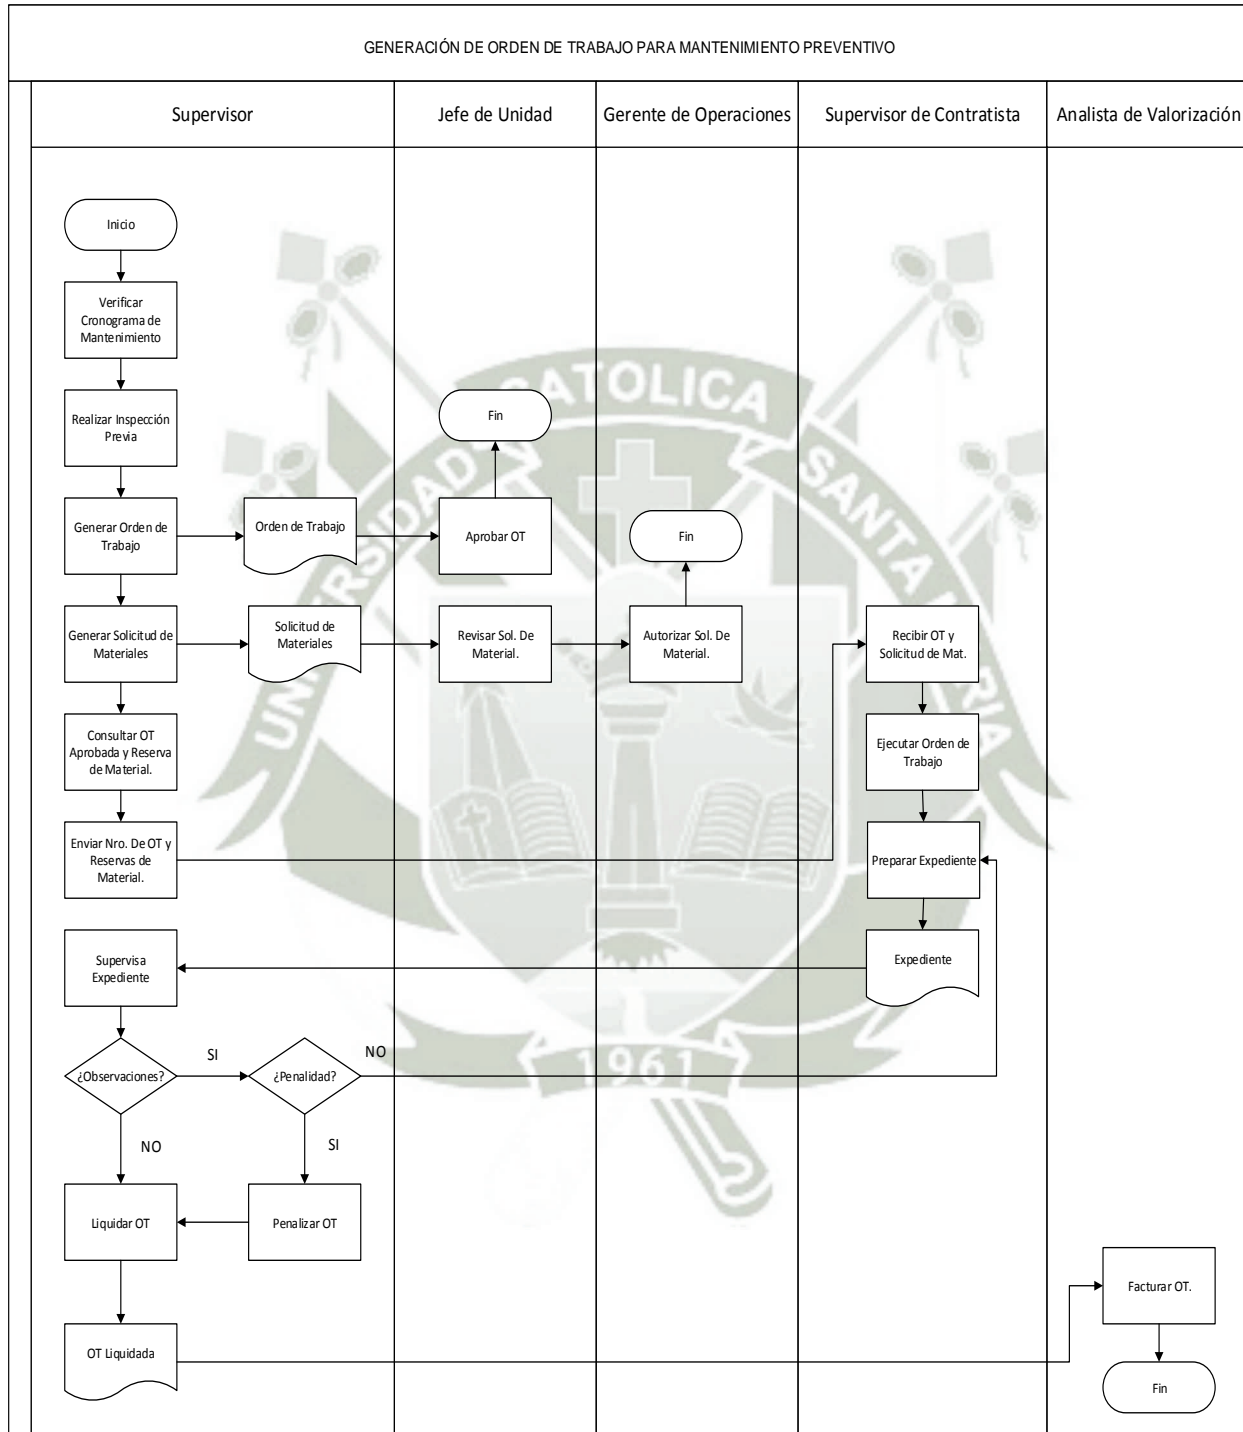 GENERACIÓN DE ORDEN DE TRABAJO PARA MANTENIMIENTO PREVENTIVO
Supervisor
Jefe de Unidad
Gerente de Operaciones
Supervisor de Contratista
Analista de Valorización
Inicio
Verificar
Cronograma de
Mantenimiento
Realizar Inspección
Previa
Fin
Generar Orden de
Trabajo
Orden de Trabajo
Aprobar OT
Fin
Generar Solicitud de
Materiales
Solicitud de
Materiales
Revisar Sol. De
Material.
Autorizar Sol. De
Material.
Recibir OT y
Solicitud de Mat.
Consultar OT
Aprobada y Reserva
de Material.
Ejecutar Orden de
Trabajo
Enviar Nro. De OT y
Reservas de
Material.
Preparar Expediente
Supervisa
Expediente
Expediente
¿Observaciones?
SI
¿Penalidad?
NO
NO
SI
Liquidar OT
Penalizar OT
Facturar OT.
OT Liquidada
Fin
UNIVERSIDAD CATOLICA SANTA MARIA
1961